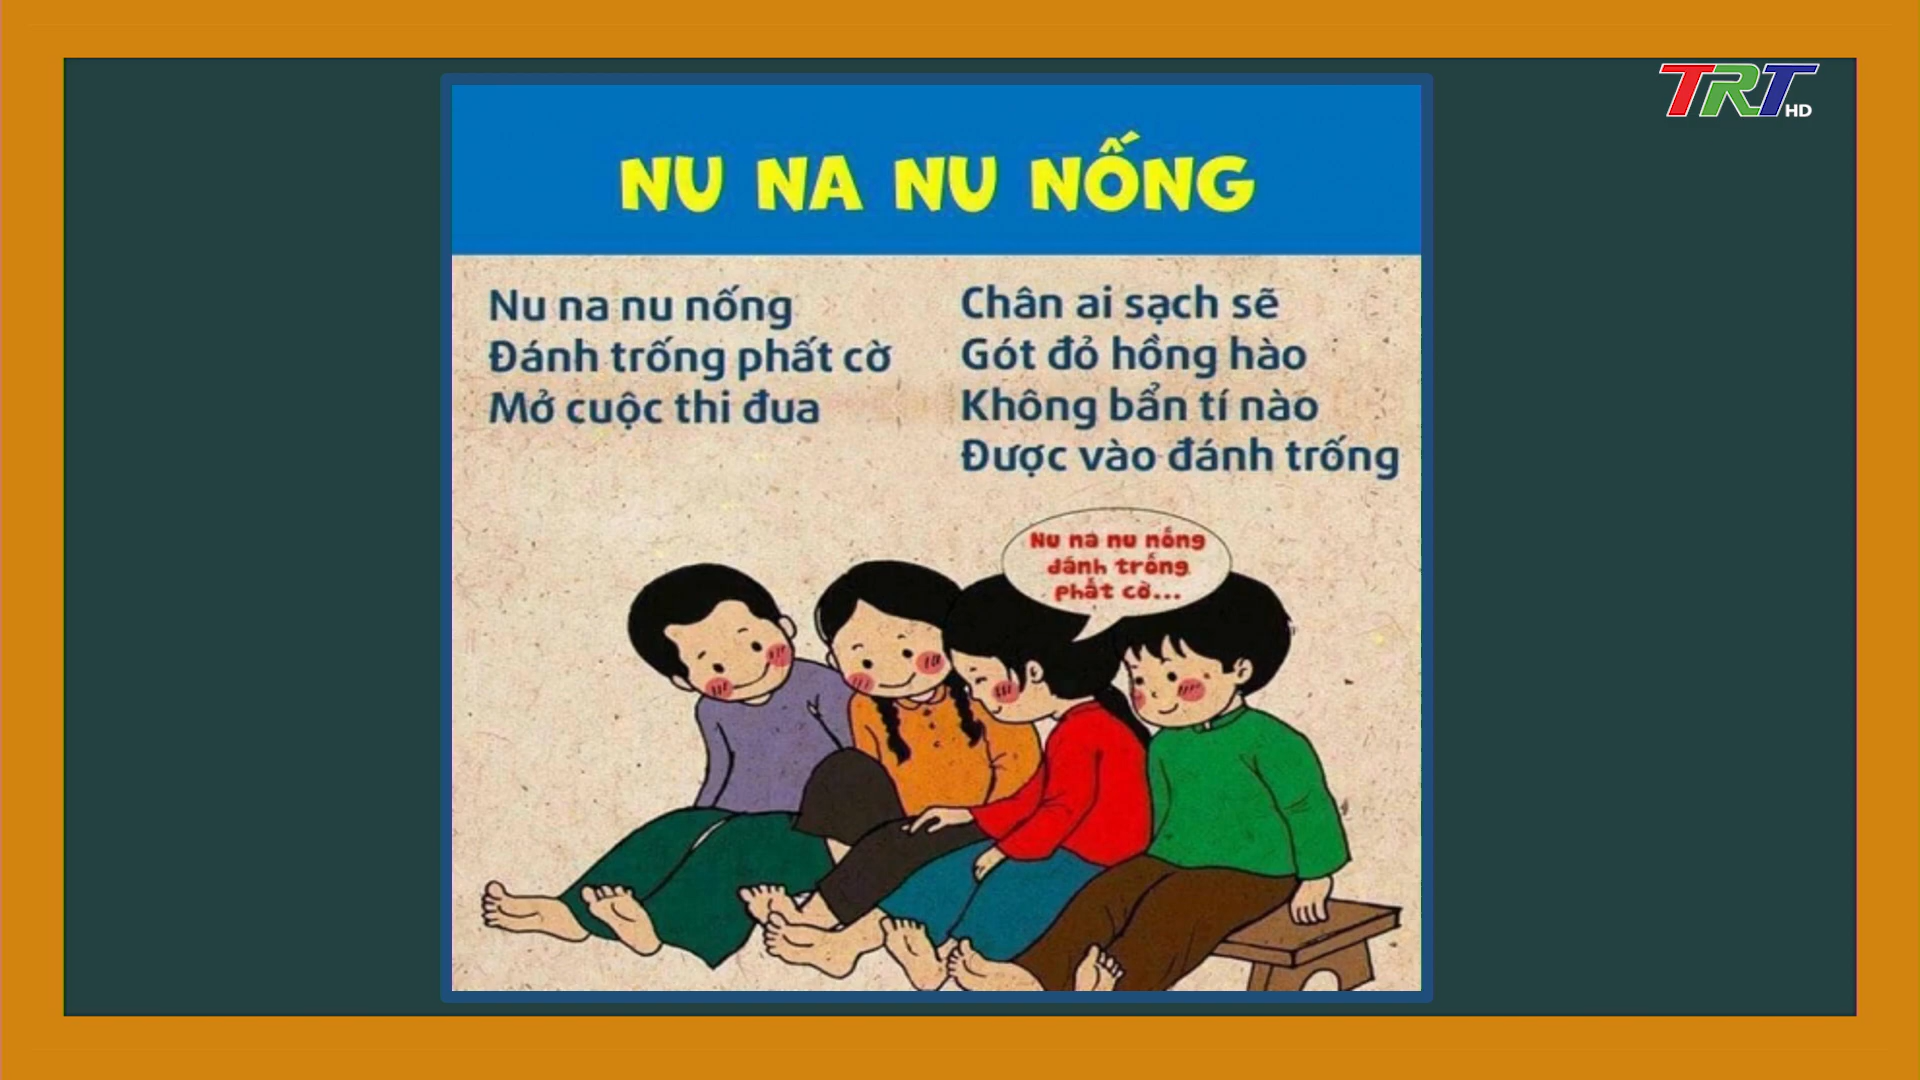 TRT HD
NU NA NU NỐNG
Nu na nu nống
Đánh trống phất cờ
Mở cuộc thi đua
Chân ai sạch sẽ
Gót đỏ hồng hào
Không bẩn tí nào
Được vào đánh trống
Nu na nu nống
đánh trống
phất cờ...